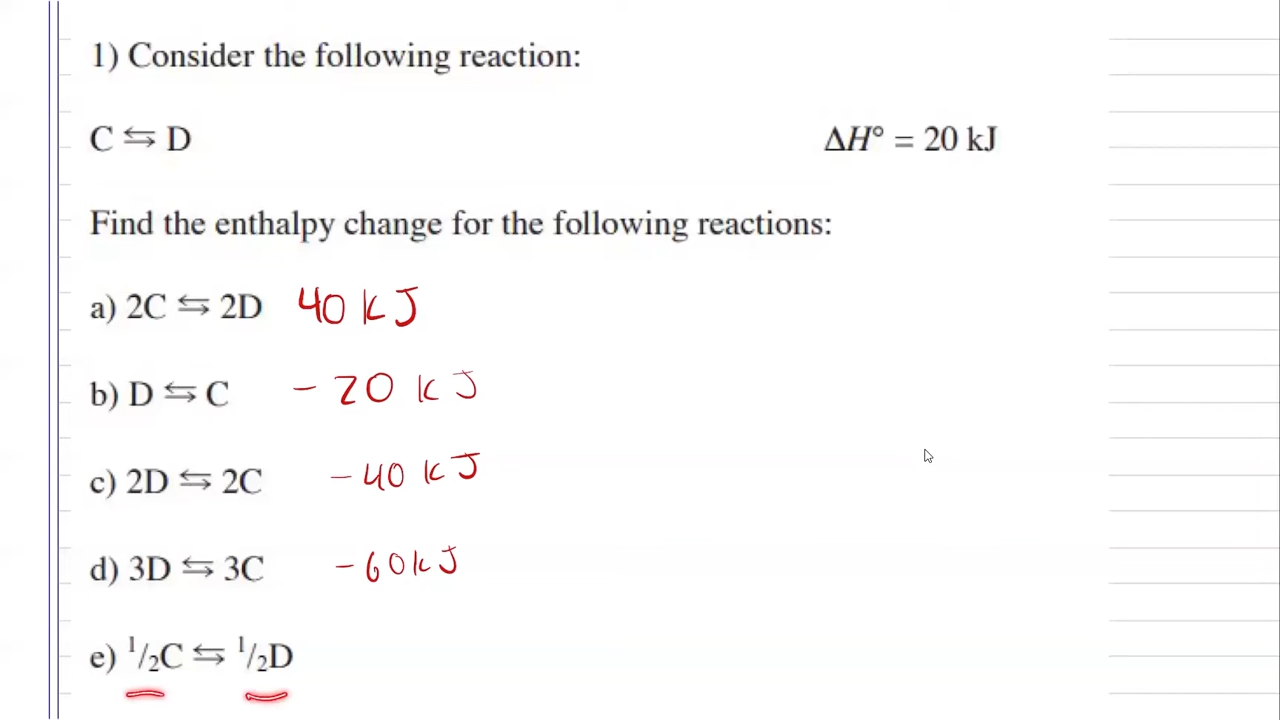 1) Consider the following reaction:
C ⇆ D ΔH° = 20 kJ
Find the enthalpy change for the following reactions:
a) 2C ⇆ 2D 40 kJ
b) D ⇆ C - 20 kJ
c) 2D ⇆ 2C - 40 kJ
d) 3D ⇆ 3C - 60 kJ
e) 1/2C ⇆ 1/2D